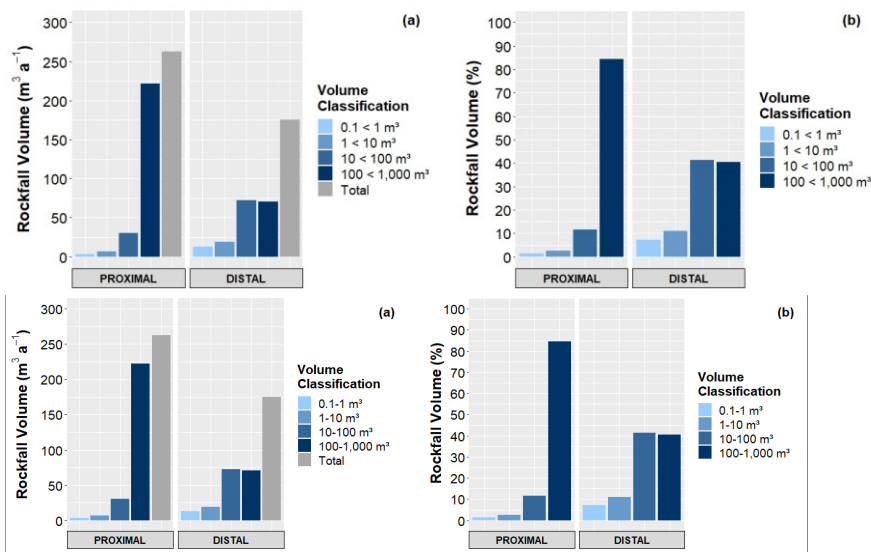 (a)
Rockfall Volume (m³ a⁻¹)
300
250
200
150
100
50
0
PROXIMAL
DISTAL
Volume
Classification
0.1 < 1 m³
1 < 10 m³
10 < 100 m³
100 < 1,000 m³
Total
(b)
Rockfall Volume (%)
100
90
80
70
60
50
40
30
20
10
0
PROXIMAL
DISTAL
Volume
Classification
0.1 < 1 m³
1 < 10 m³
10 < 100 m³
100 < 1,000 m³
(a)
Rockfall Volume (m³ a⁻¹)
300
250
200
150
100
50
0
PROXIMAL
DISTAL
Volume
Classification
0.1-1 m³
1-10 m³
10-100 m³
100-1,000 m³
Total
(b)
Rockfall Volume (%)
100
90
80
70
60
50
40
30
20
10
0
PROXIMAL
DISTAL
Volume
Classification
0.1-1 m³
1-10 m³
10-100 m³
100-1,000 m³